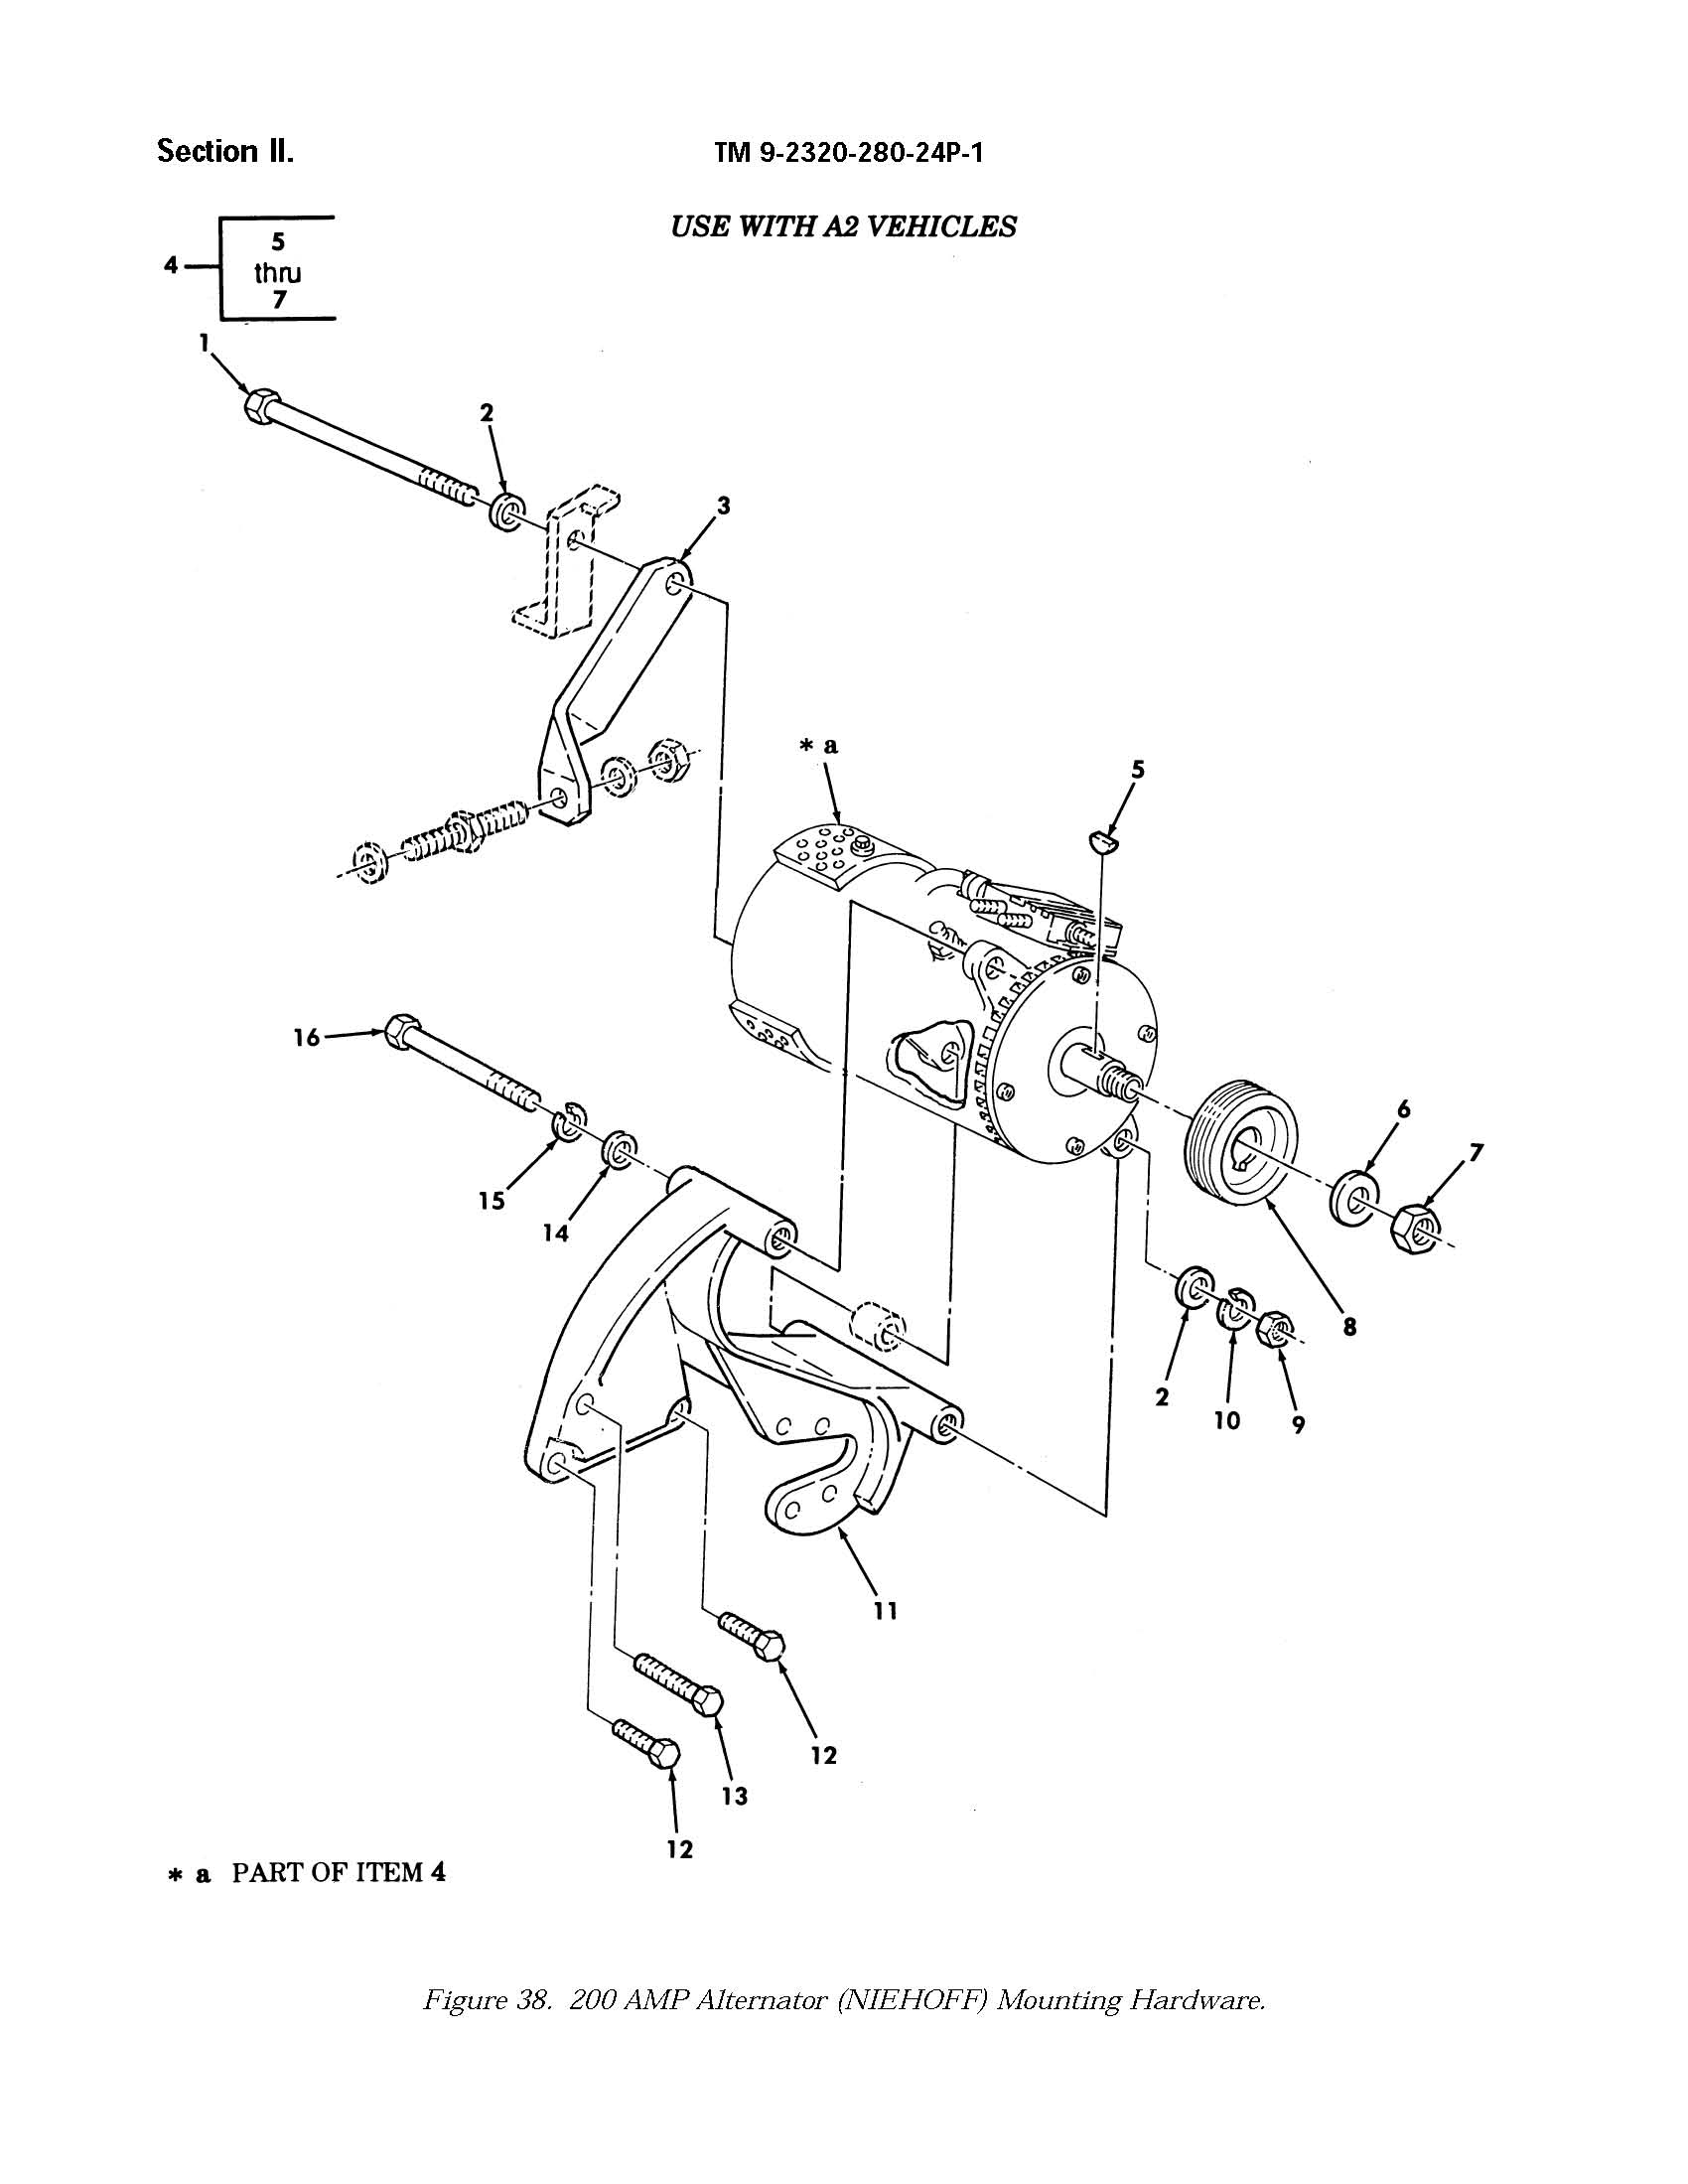 Section II.
TM 9-2320-280-24P-1
USE WITH A2 VEHICLES
5
4
thru
7
1
2
3
* a
5
16
6
7
15
14
8
2
10
9
11
12
13
12
* a PART OF ITEM 4
Figure 38. 200 AMP Alternator (NIEHOFF) Mounting Hardware.